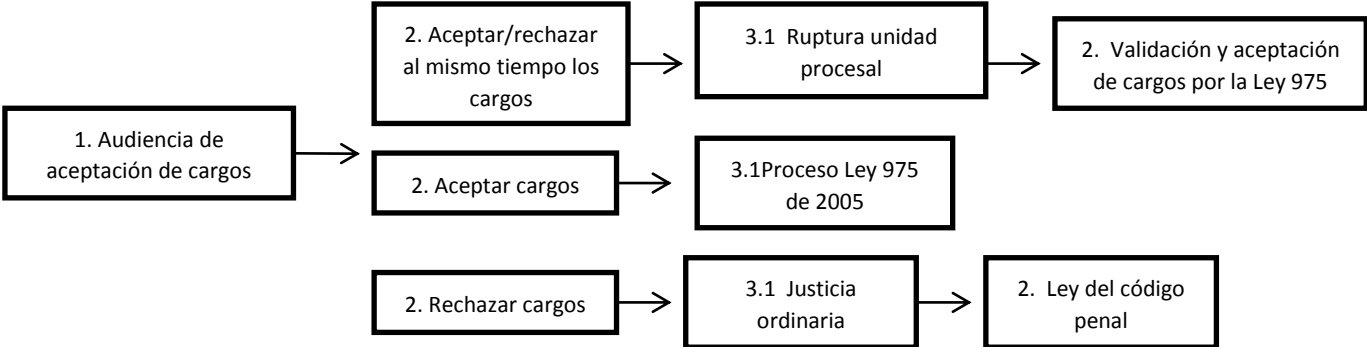 2. Aceptar/rechazar
al mismo tiempo los
cargos
3.1 Ruptura unidad
procesal
2. Validación y aceptación
de cargos por la Ley 975
1. Audiencia de
aceptación de cargos
2. Aceptar cargos
3.1Proceso Ley 975
de 2005
2. Rechazar cargos
3.1 Justicia
ordinaria
2. Ley del código
penal